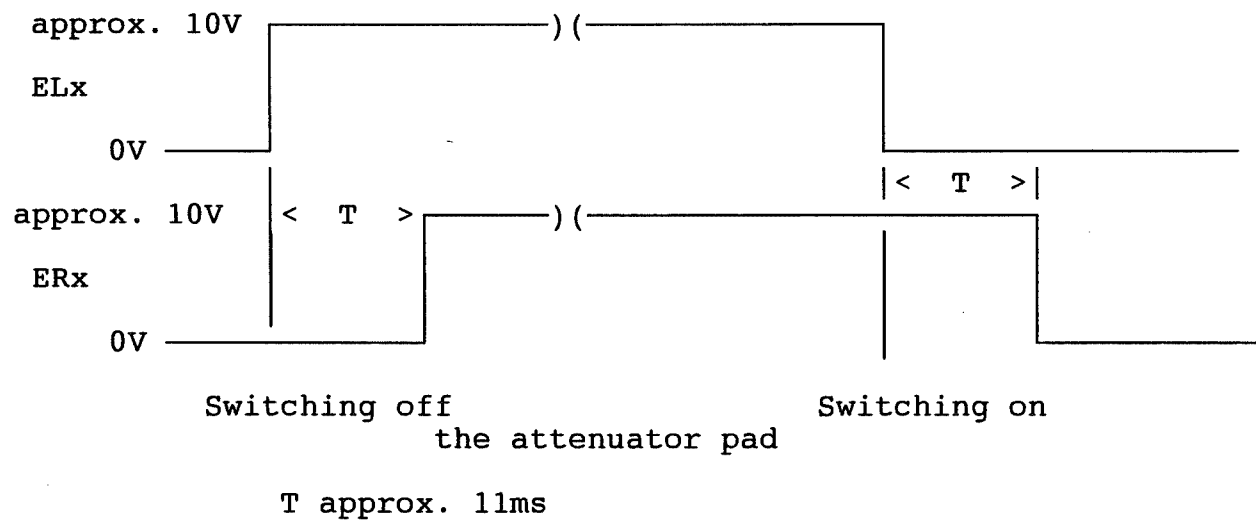 approx. 10V )(
ELx
0V
|< T >|
approx. 10V < T > )(
ERx
0V
Switching off Switching on
the attenuator pad
T approx. 11ms